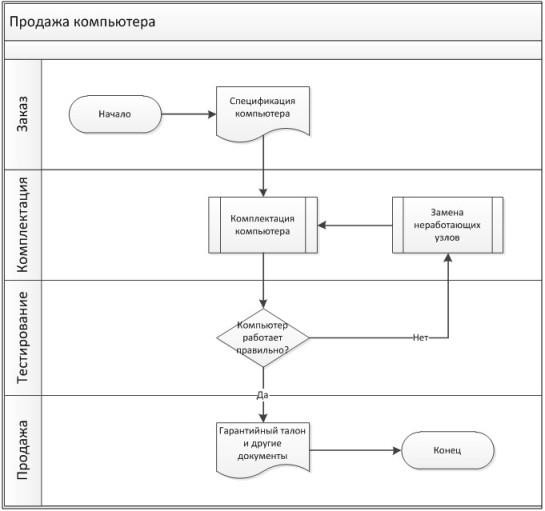 Продажа компьютера
Заказ
Начало
Спецификация
компьютера
Комплектация
Комплектация
компьютера
Замена
неработающих
узлов
Тестирование
Компьютер
работает
правильно?
Нет
Да
Продажа
Гарантийный талон
и другие
документы
Конец